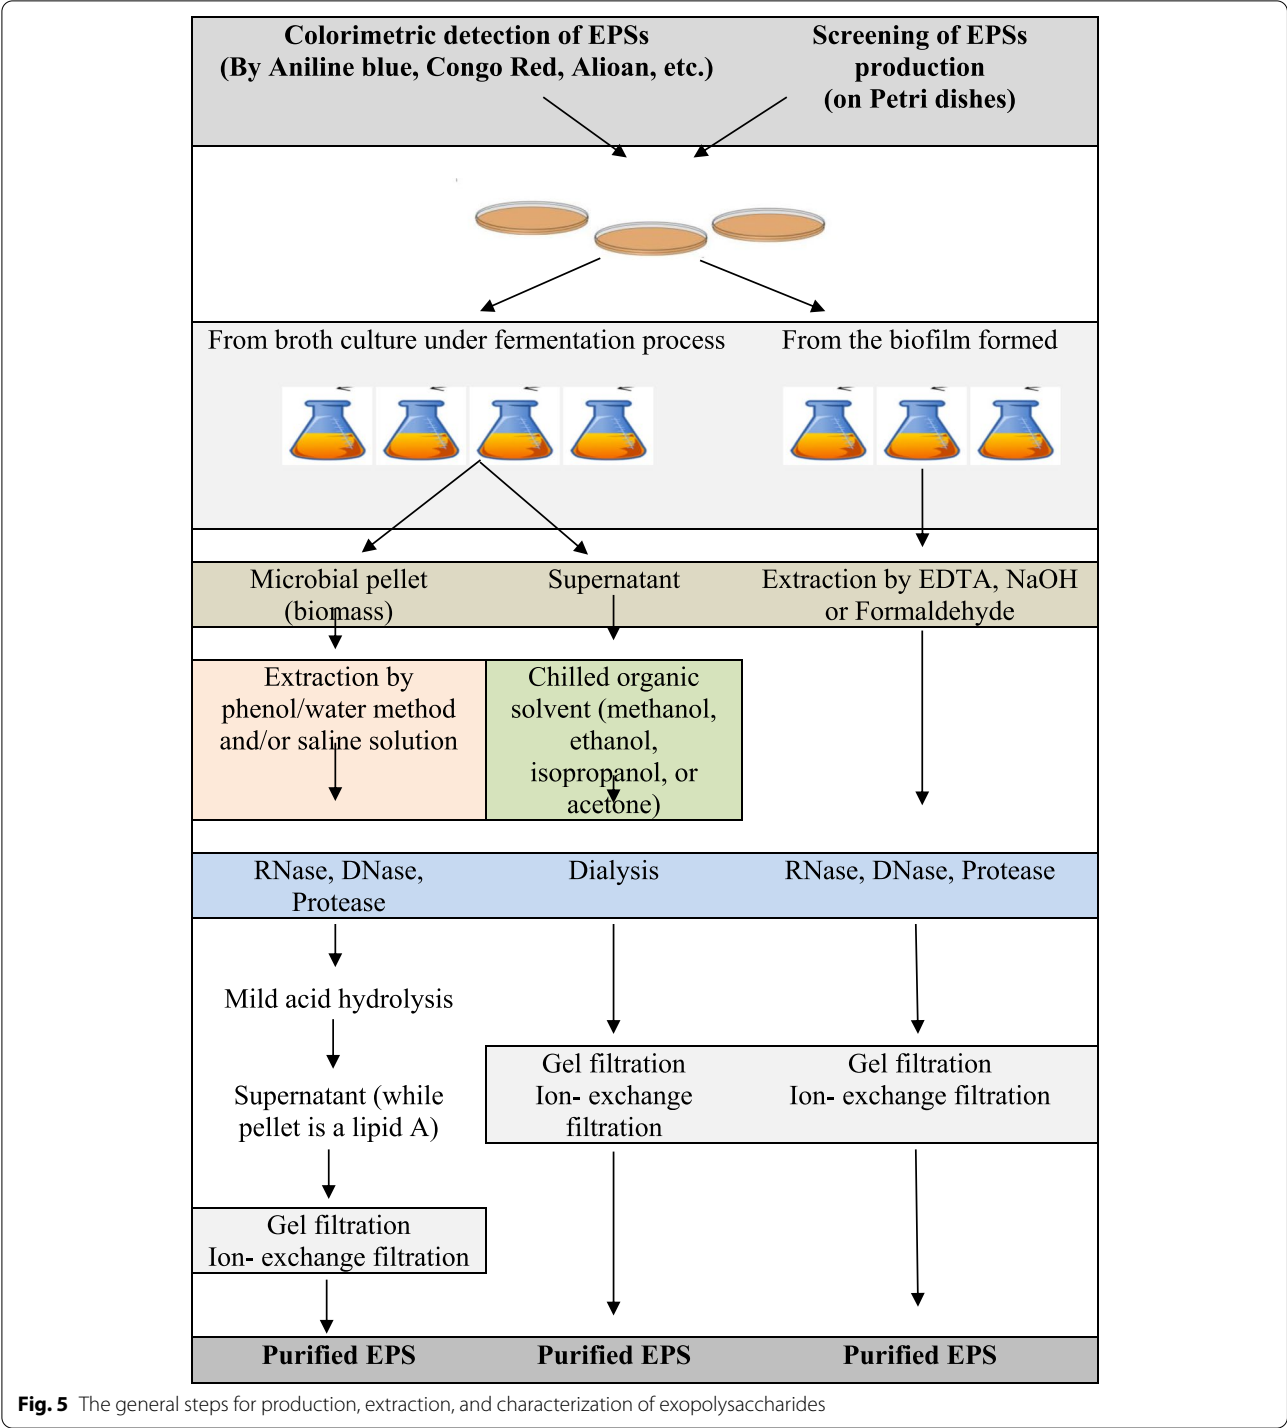 Colorimetric detection of EPSs
(By Aniline blue, Congo Red, Alioan, etc.)
Screening of EPSs
production
(on Petri dishes)
From broth culture under fermentation process
From the biofilm formed
Microbial pellet
(biomass)
Supernatant
Extraction by EDTA, NaOH
or Formaldehyde
Extraction by
phenol/water method
and/or saline solution
Chilled organic
solvent (methanol,
ethanol,
isopropanol, or
acetone)
RNase, DNase,
Protease
Dialysis
RNase, DNase, Protease
Mild acid hydrolysis
Supernatant (while
pellet is a lipid A)
Gel filtration
Ion- exchange
filtration
Gel filtration
Ion- exchange filtration
Gel filtration
Ion- exchange filtration
Purified EPS
Purified EPS
Purified EPS
Fig. 5 The general steps for production, extraction, and characterization of exopolysaccharides